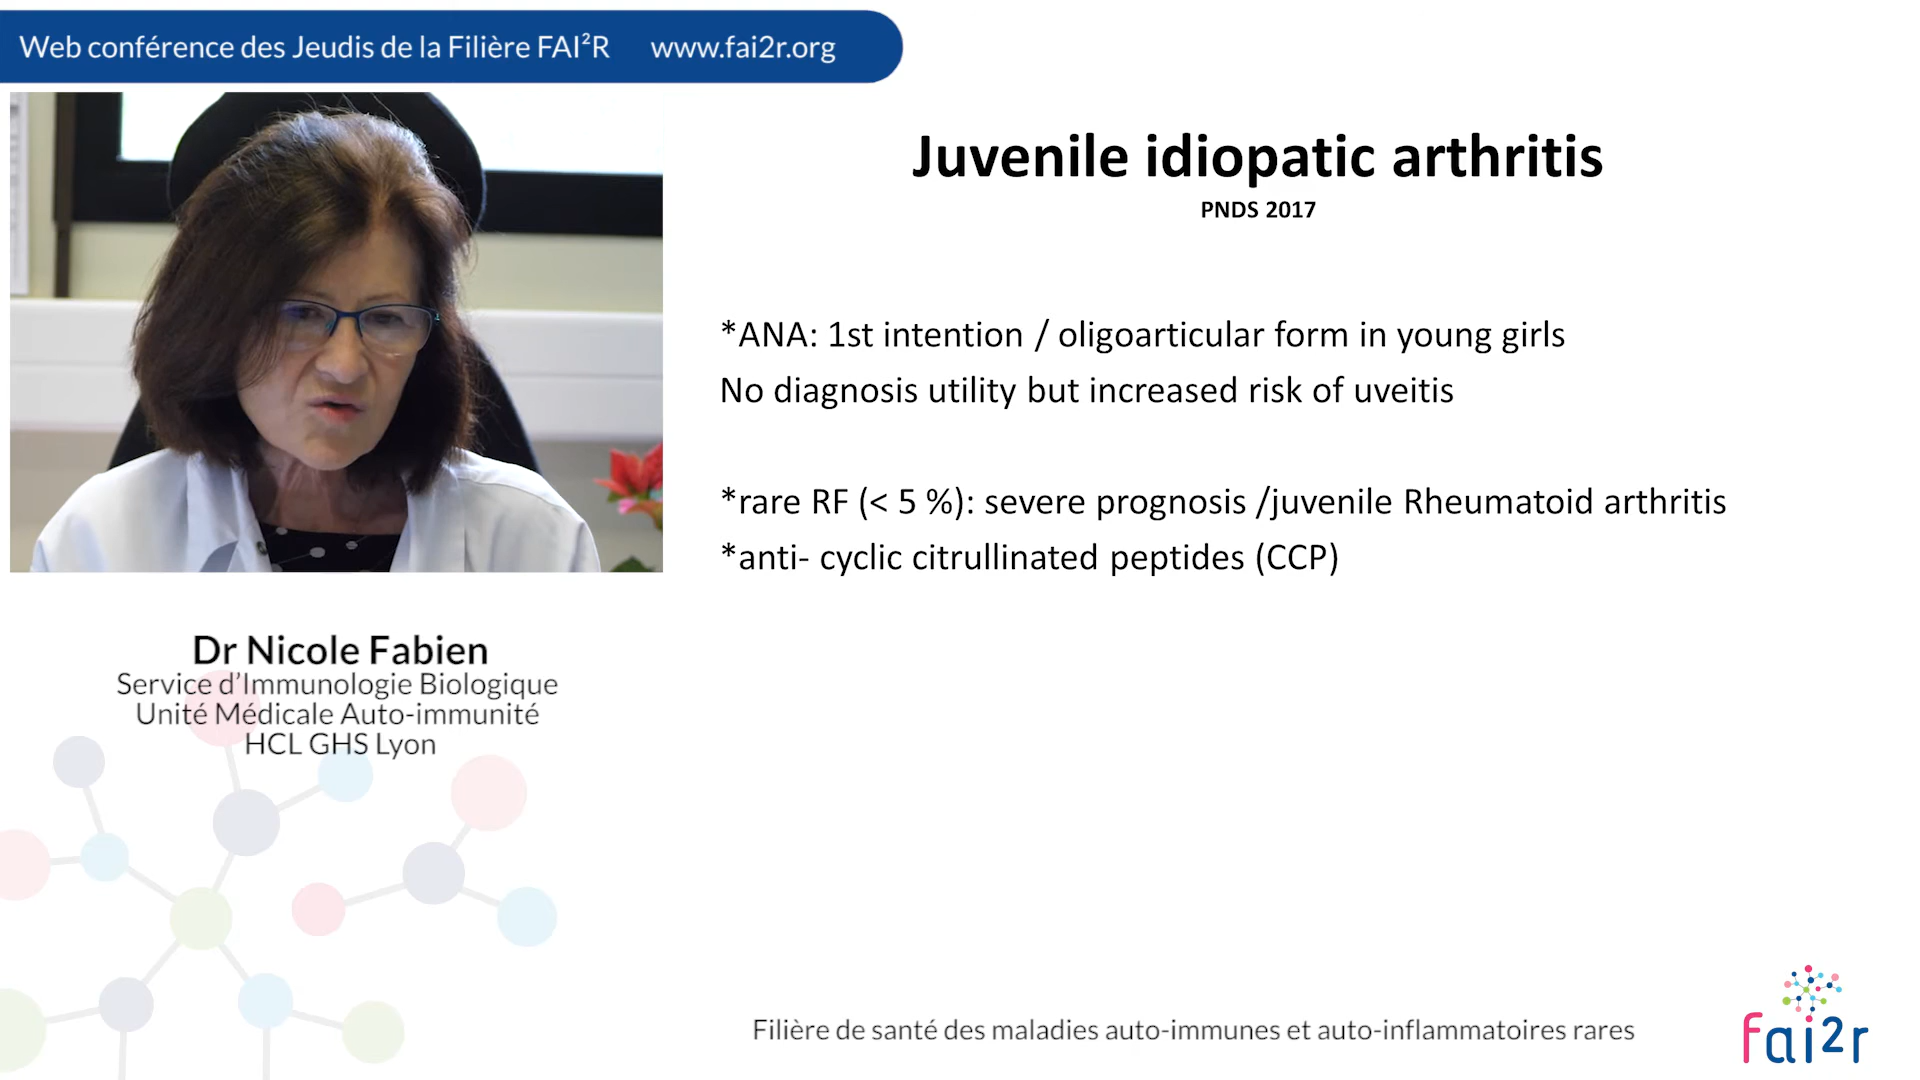 Web conférence des Jeudis de la Filière FAI²R www.fai2r.org
Juvenile idiopatic arthritis
PNDS 2017
*ANA: 1st intention / oligoarticular form in young girls
No diagnosis utility but increased risk of uveitis
*rare RF (< 5 %): severe prognosis /juvenile Rheumatoid arthritis
*anti- cyclic citrullinated peptides (CCP)
Dr Nicole Fabien
Service d’Immunologie Biologique
Unité Médicale Auto-immunité
HCL GHS Lyon
Filière de santé des maladies auto-immunes et auto-inflammatoires rares
fai2r